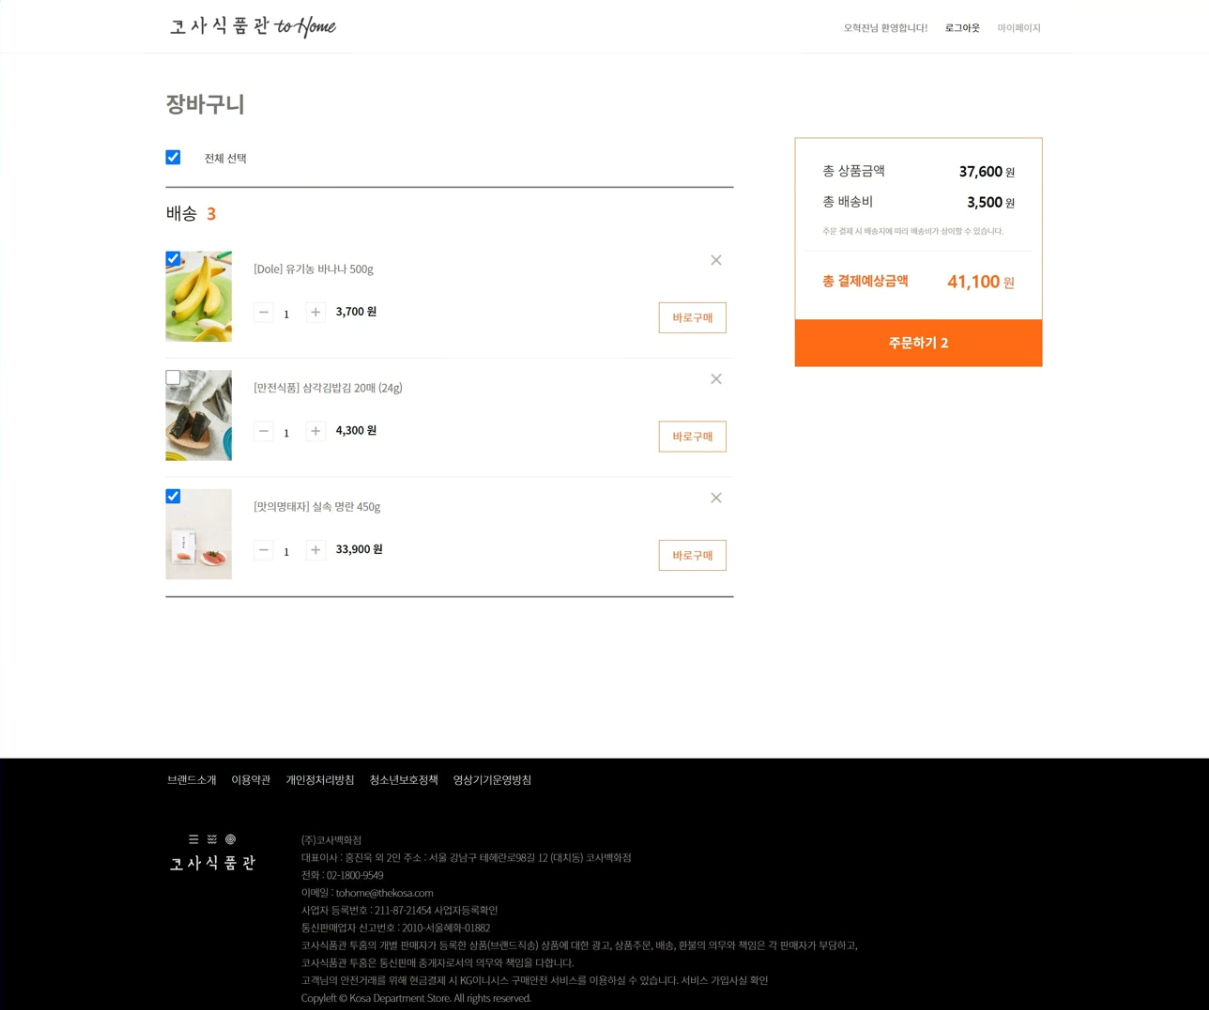 코사식품관 to Home
오혁진님 환영합니다! 로그아웃 마이페이지
장바구니
전체 선택
배송 3
[Dole] 유기농 바나나 500g
1 3,700 원
바로구매
[만전식품] 삼각김밥김 20매 (24g)
1 4,300 원
바로구매
[맛의명태자] 실속 명란 450g
1 33,900 원
바로구매
총 상품금액 37,600 원
총 배송비 3,500 원
주문 결제 시 배송지에 따라 배송비가 상이할 수 있습니다.
총 결제예상금액 41,100 원
주문하기 2
브랜드소개 이용약관 개인정처리방침 청소년보호정책 영상기기운영방침
코사식품관
(주)코사백화점
대표이사 : 홍진욱 외 2인 주소 : 서울 강남구 테헤란로98길 12 (대치동) 코사백화점
전화 : 02-1800-9549
이메일 : tohome@thekosa.com
사업자 등록번호 : 211-87-21454 사업자등록확인
통신판매업자 신고번호 : 2010-서울혜화-01882
코사식품관 투홈의 개별 판매자가 등록한 상품(브랜드직송) 상품에 대한 광고, 상품주문, 배송, 환불의 의무와 책임은 각 판매자가 부담하고,
코사식품관 투홈은 통신판매 중개자로서의 의무와 책임을 다합니다.
고객님의 안전거래를 위해 현금결제 시 KG이니시스 구매안전 서비스를 이용하실 수 있습니다. 서비스 가입사실 확인
Copyleft © Kosa Department Store. All rights reserved.